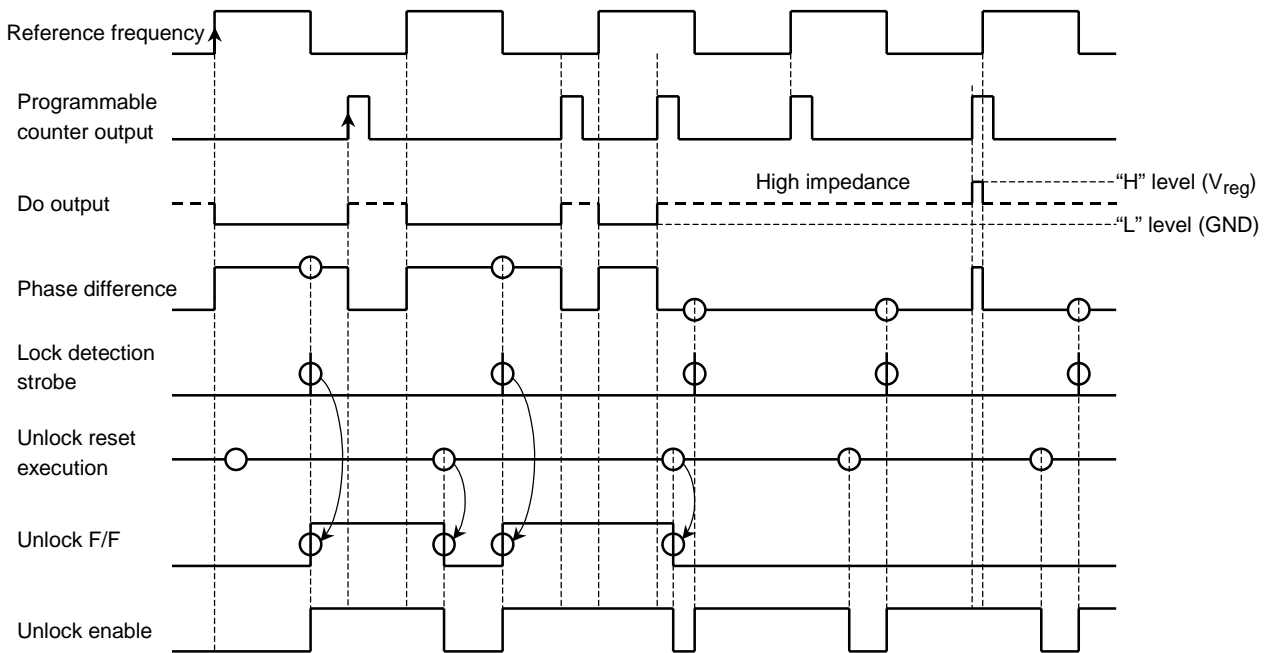 Reference frequency
Programmable
counter output
High impedance
"H" level (Vreg)
Do output
"L" level (GND)
Phase difference
Lock detection
strobe
Unlock reset
execution
Unlock F/F
Unlock enable